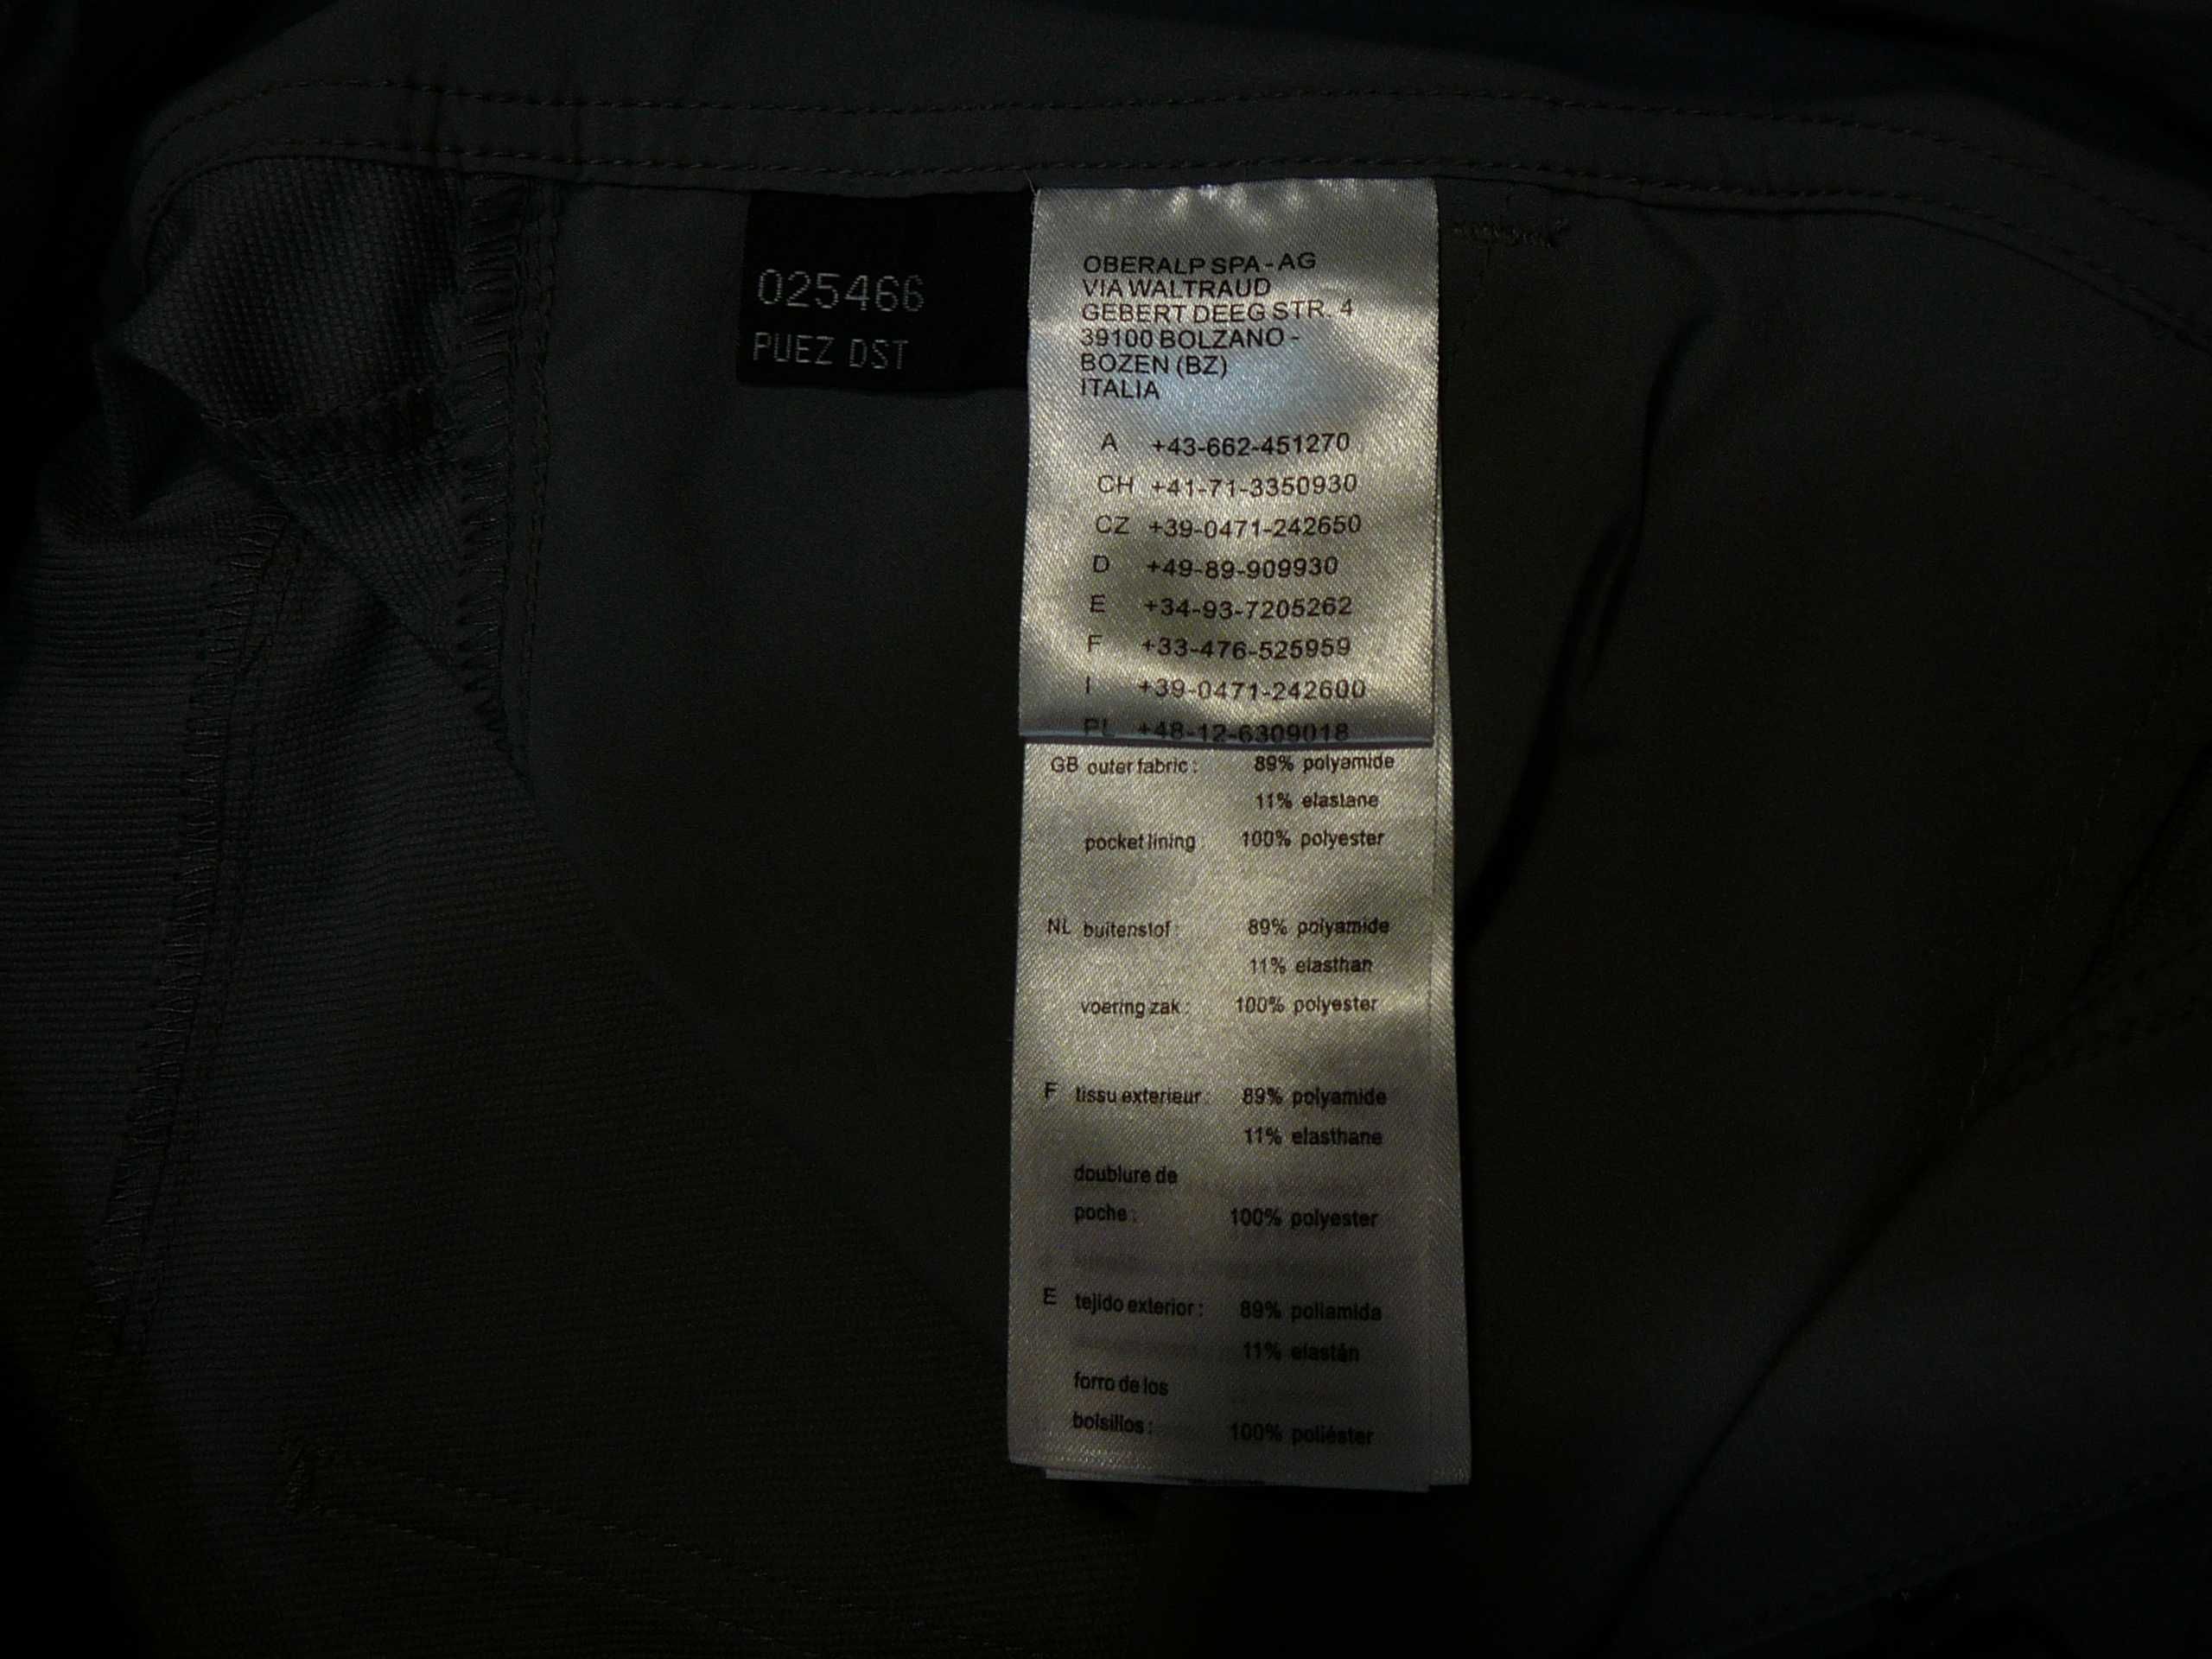 025466
PUEZ DST
OBERALP SPA-AG
VIA WALTRAUD
GEBERT DEEG STR. 4
39100 BOLZANO -
BOZEN (BZ)
ITALIA
A +43-662-451270
CH +41-71-3350930
CZ +39-0471-242650
D +49-89-909930
E +34-93-7205262
F +33-476-525959
I +39-0471-242600
PL +48-12-6309018
GB outer fabric : 89% polyamide
11% elastane
pocket lining : 100% polyester
NL buitenstof : 89% polyamide
11% elasthan
voering zak : 100% polyester
F tissu exterieur : 89% polyamide
11% elasthane
doublure de
poche : 100% polyester
E tejido exterior : 89% poliamida
11% elastán
forro de los
bolsillos : 100% poliéster